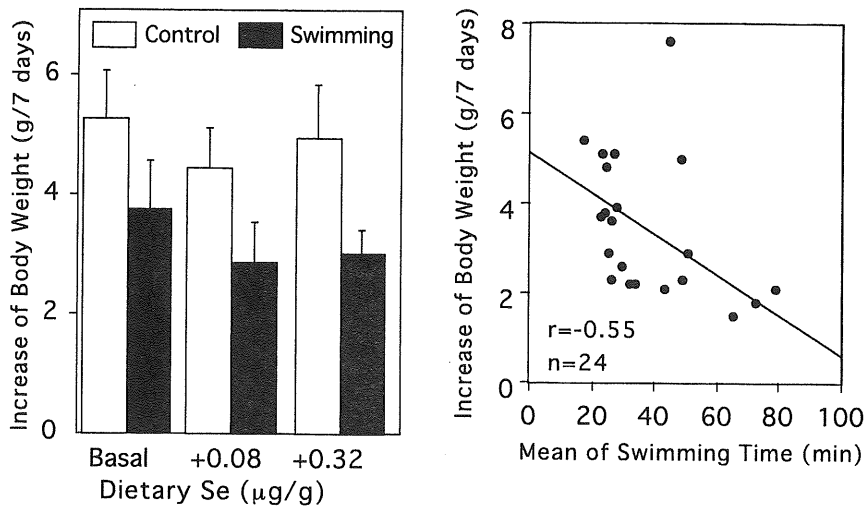 Increase of Body Weight (g/7 days)
Control
Swimming
6
4
2
0
Basal
+0.08
+0.32
Dietary Se (μg/g)
Increase of Body Weight (g/7 days)
8
6
4
2
0
r=-0.55
n=24
0
20
40
60
80
100
Mean of Swimming Time (min)